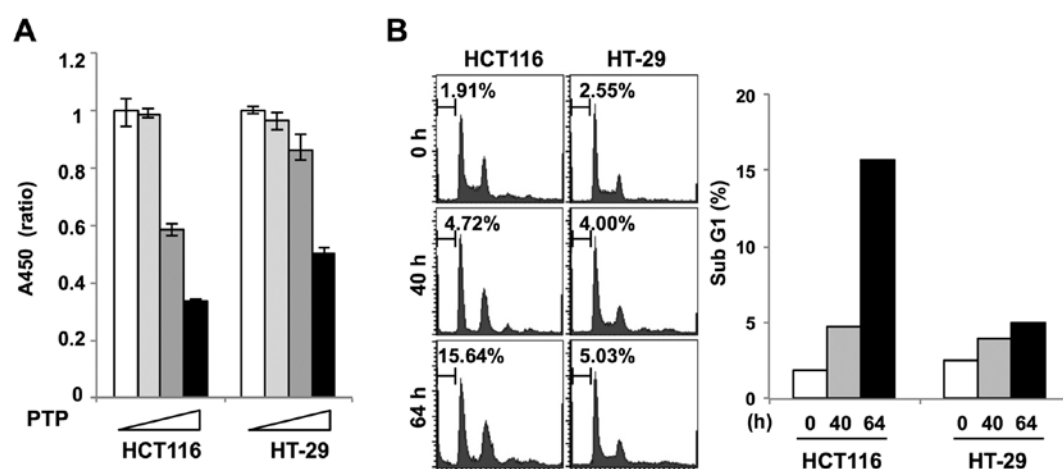 A
1.2
1
0.8
0.6
0.4
0.2
0
A450 (ratio)
PTP
HCT116 HT-29
B
HCT116 HT-29
0 h
1.91% 2.55%
40 h
4.72% 4.00%
64 h
15.64% 5.03%
20
15
10
5
0
Sub G1 (%)
(h) 0 40 64 0 40 64
HCT116 HT-29